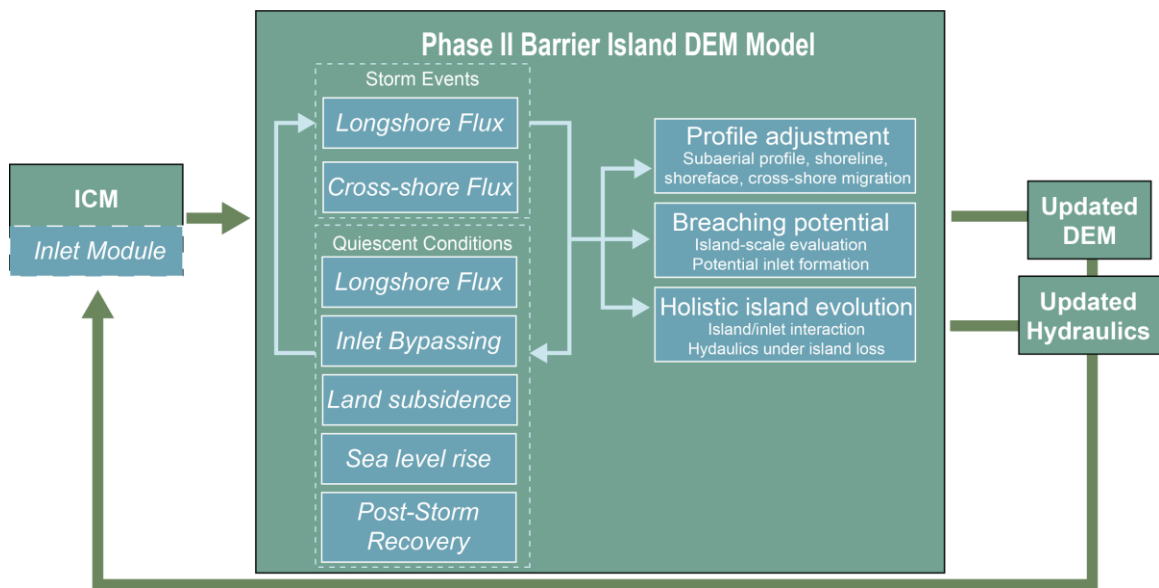 Phase II Barrier Island DEM Model
ICM
Inlet Module
Storm Events
Longshore Flux
Cross-shore Flux
Quiescent Conditions
Longshore Flux
Inlet Bypassing
Land subsidence
Sea level rise
Post-Storm
Recovery
Profile adjustment
Subaerial profile, shoreline,
shoreface, cross-shore migration
Breaching potential
Island-scale evaluation
Potential inlet formation
Holistic island evolution
Island/inlet interaction
Hydaulics under island loss
Updated
DEM
Updated
Hydraulics